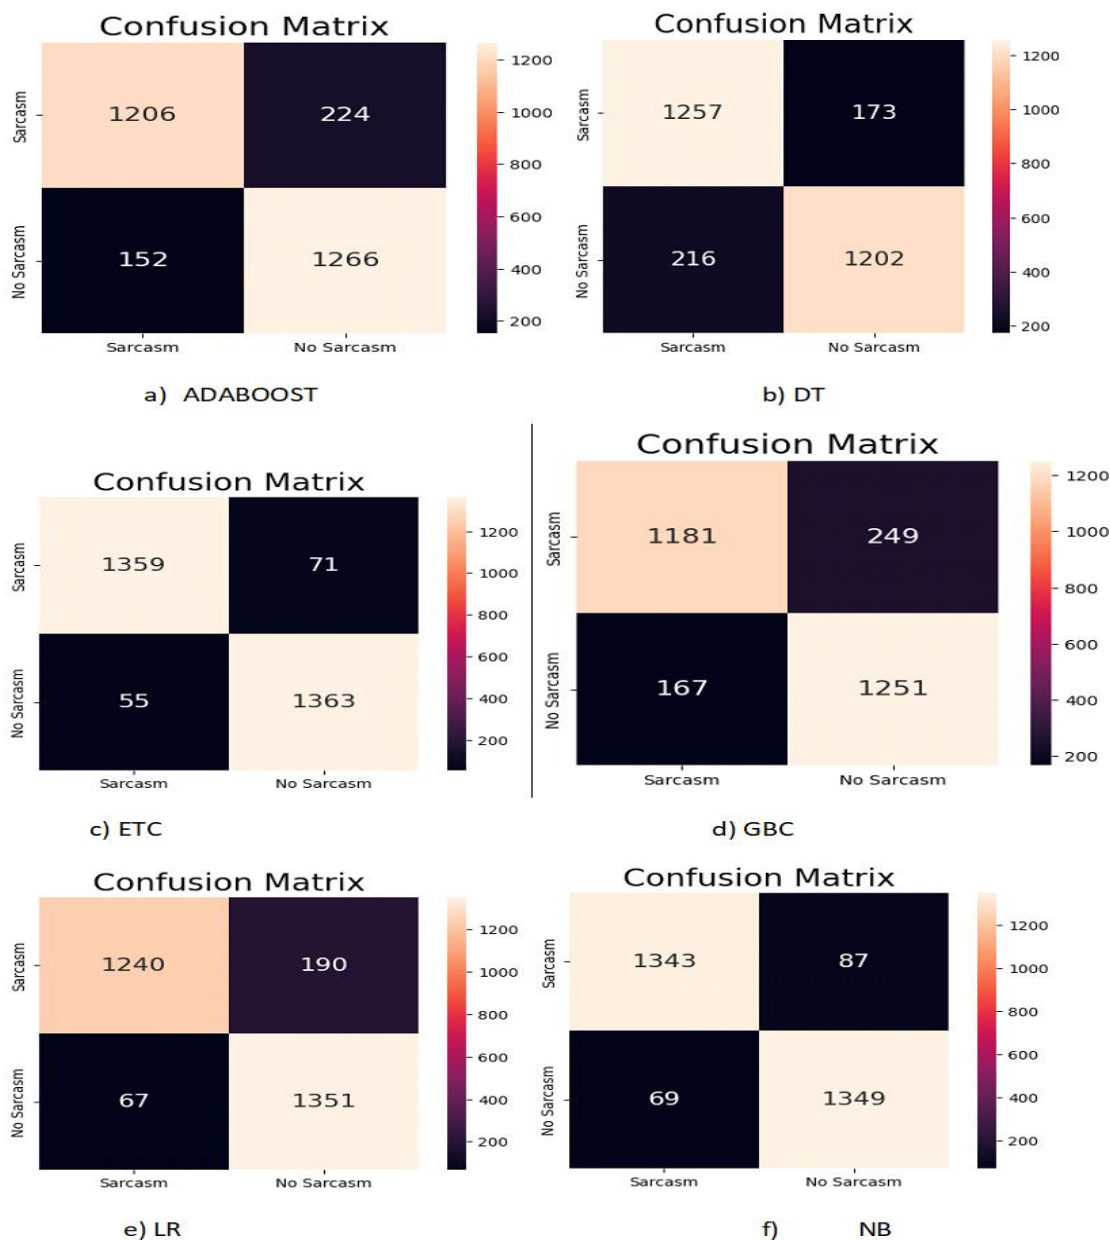 Confusion Matrix
Sarcasm
No Sarcasm
1206 224
152 1266
1200
1000
800
600
400
200
Sarcasm No Sarcasm
a) ADABOOST
Confusion Matrix
Sarcasm
No Sarcasm
1257 173
216 1202
1200
1000
800
600
400
200
Sarcasm No Sarcasm
b) DT
Confusion Matrix
Sarcasm
No Sarcasm
1359 71
55 1363
1200
1000
800
600
400
200
Sarcasm No Sarcasm
c) ETC
Confusion Matrix
Sarcasm
No Sarcasm
1181 249
167 1251
1200
1000
800
600
400
200
Sarcasm No Sarcasm
d) GBC
Confusion Matrix
Sarcasm
No Sarcasm
1240 190
67 1351
1200
1000
800
600
400
200
Sarcasm No Sarcasm
e) LR
Confusion Matrix
Sarcasm
No Sarcasm
1343 87
69 1349
1200
1000
800
600
400
200
Sarcasm No Sarcasm
f) NB